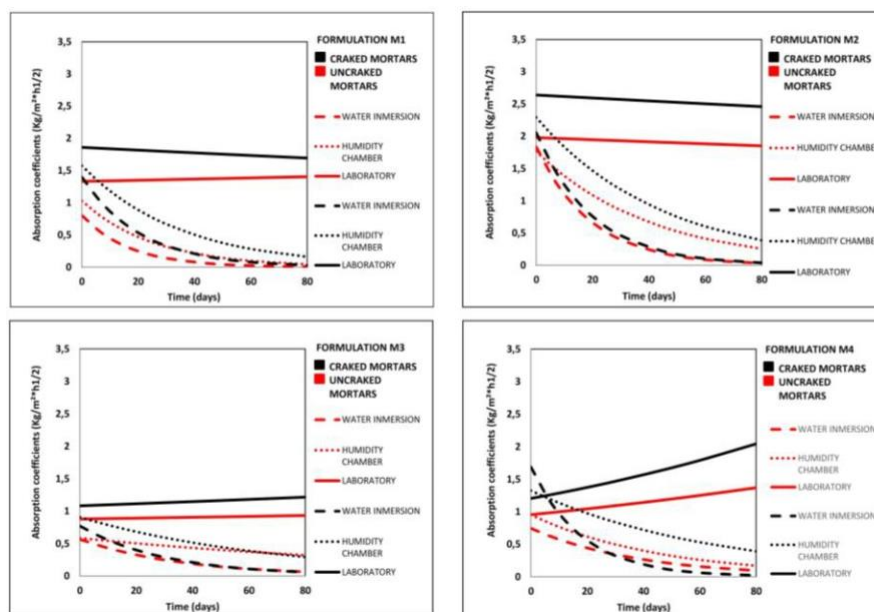 3,5
3
2,5
2
1,5
1
0,5
0
0
20
40
60
80
Absorption coefficients (Kg/m²*h1/2)
Time (days)
FORMULATION M1
CRAKED MORTARS
UNCRAKED
MORTARS
WATER INMERSION
HUMIDITY
CHAMBER
LABORATORY
WATER INMERSION
HUMIDITY
CHAMBER
LABORATORY
3,5
3
2,5
2
1,5
1
0,5
0
0
20
40
60
80
Absorption coefficients (Kg/m²*h1/2)
Time (days)
FORMULATION M2
CRAKED MORTARS
UNCRAKED
MORTARS
WATER INMERSION
HUMIDITY CHAMBER
LABORATORY
WATER INMERSION
HUMIDITY CHAMBER
LABORATORY
3,5
3
2,5
2
1,5
1
0,5
0
0
20
40
60
80
Absorption coefficients (Kg/m²*h1/2)
Time (days)
FORMULATION M3
CRAKED MORTARS
UNCRAKED
MORTARS
WATER INMERSION
HUMIDITY
CHAMBER
LABORATORY
WATER INMERSION
HUMIDITY
CHAMBER
LABORATORY
3,5
3
2,5
2
1,5
1
0,5
0
0
20
40
60
80
Absorption coefficients (Kg/m²*h1/2)
Time (days)
FORMULATION M4
CRAKED MORTARS
UNCRAKED
MORTARS
WATER INMERSION
HUMIDITY
CHAMBER
LABORATORY
WATER INMERSION
HUMIDITY
CHAMBER
LABORATORY